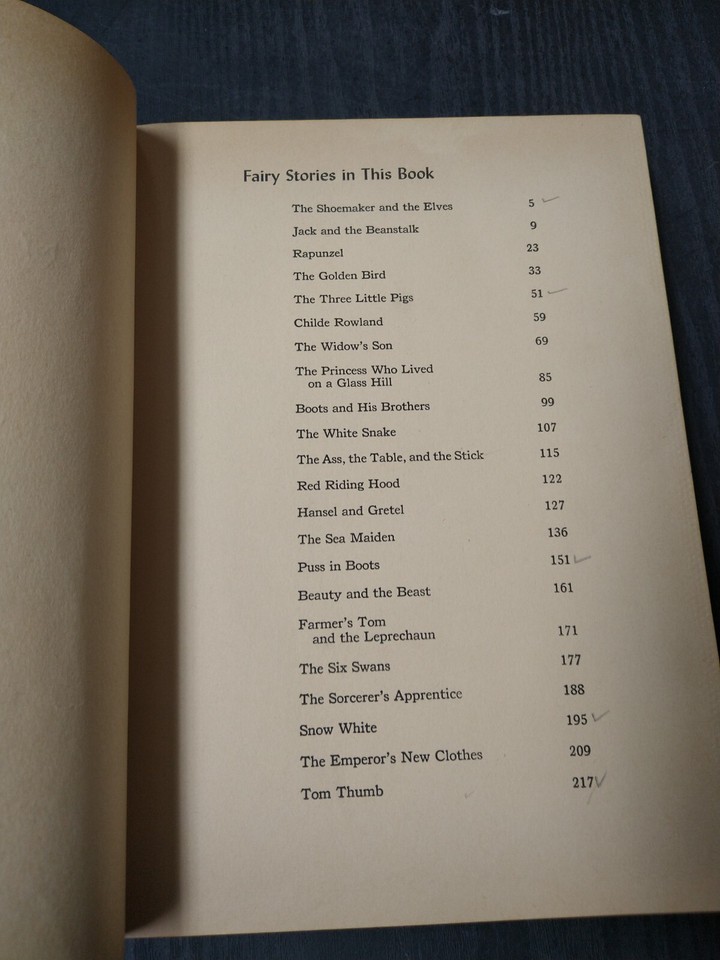 Fairy Stories in This Book
The Shoemaker and the Elves 5
Jack and the Beanstalk 9
Rapunzel 23
The Golden Bird 33
The Three Little Pigs 51
Childe Rowland 59
The Widow's Son 69
The Princess Who Lived
on a Glass Hill 85
Boots and His Brothers 99
The White Snake 107
The Ass, the Table, and the Stick 115
Red Riding Hood 122
Hansel and Gretel 127
The Sea Maiden 136
Puss in Boots 151
Beauty and the Beast 161
Farmer's Tom
and the Leprechaun 171
The Six Swans 177
The Sorcerer's Apprentice 188
Snow White 195
The Emperor's New Clothes 209
Tom Thumb 217